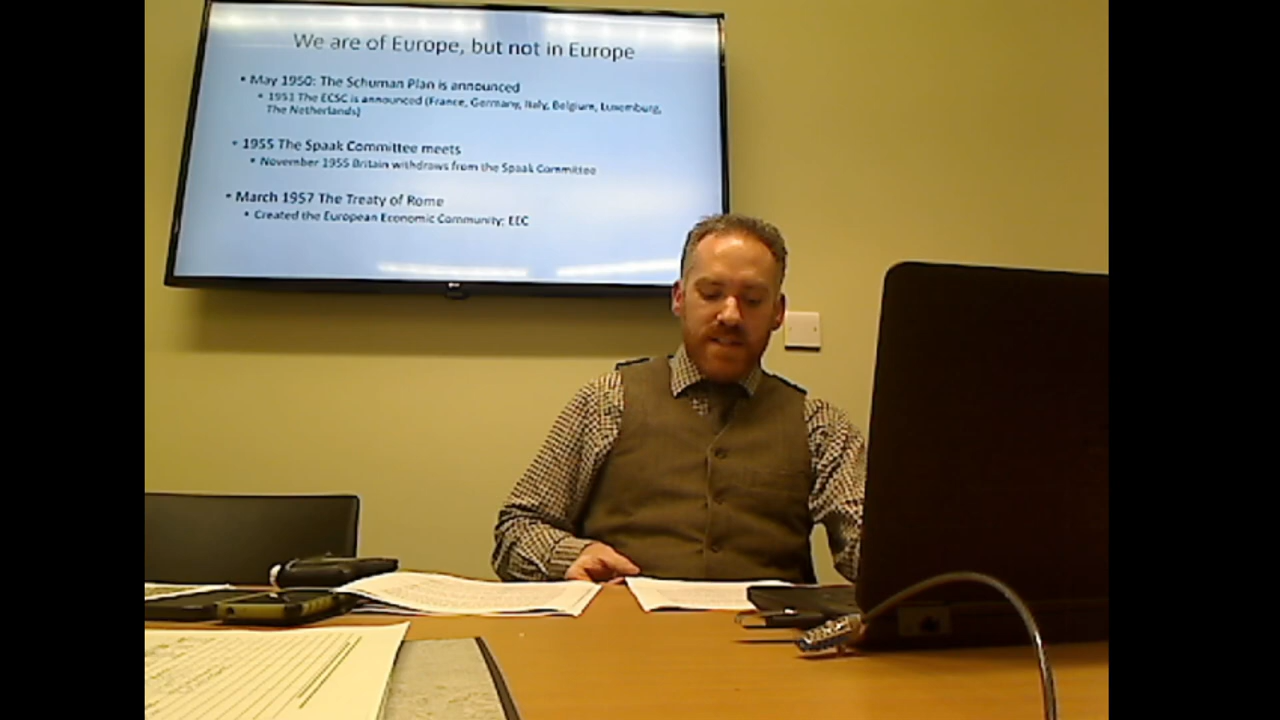 We are of Europe, but not in Europe
• May 1950: The Schuman Plan is announced
• 1951 The ECSC is announced (France, Germany, Italy, Belgium, Luxemburg,
The Netherlands)
• 1955 The Spaak Committee meets
• November 1955 Britain withdraws from the Spaak Committee
• March 1957 The Treaty of Rome
• Created the European Economic Community: EEC